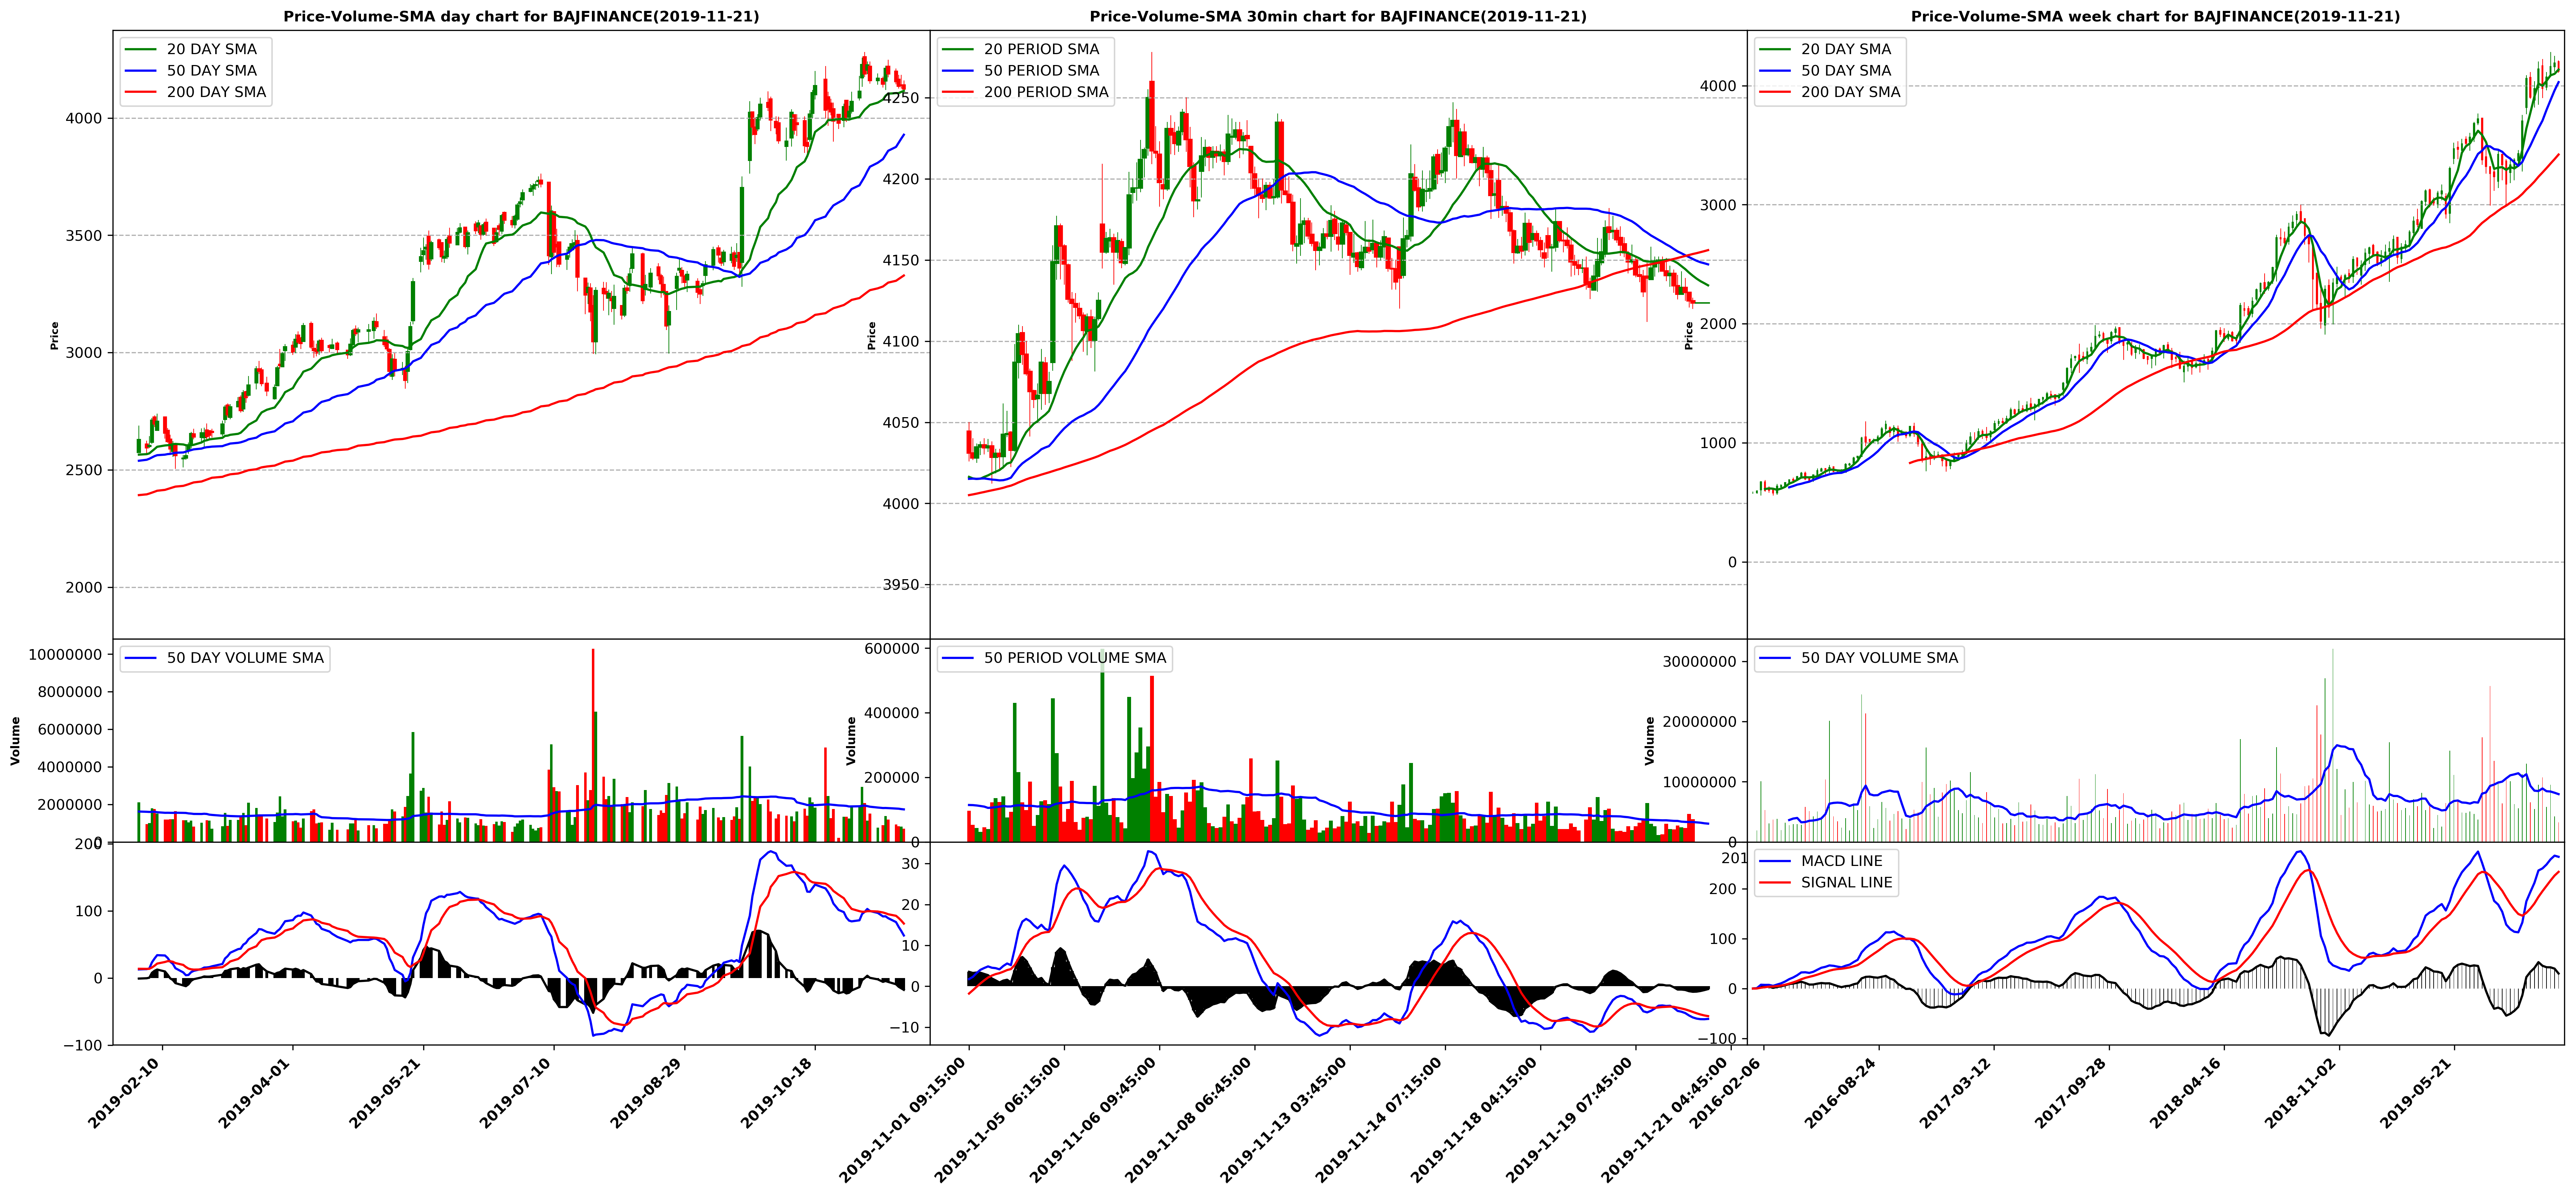 Price-Volume-SMA day chart for BAJFINANCE(2019-11-21)
20 DAY SMA
50 DAY SMA
200 DAY SMA
4000
3500
3000
2500
2000
Price
50 DAY VOLUME SMA
10000000
8000000
6000000
4000000
2000000
0
Volume
200
100
0
−100
2019-02-10
2019-04-01
2019-05-21
2019-07-10
2019-08-29
2019-10-18
Price-Volume-SMA 30min chart for BAJFINANCE(2019-11-21)
20 PERIOD SMA
50 PERIOD SMA
200 PERIOD SMA
4250
4200
4150
4100
4050
4000
3950
Price
50 PERIOD VOLUME SMA
600000
400000
200000
0
Volume
30
20
10
0
−10
2019-11-01 09:15:00
2019-11-05 06:15:00
2019-11-06 09:45:00
2019-11-08 06:45:00
2019-11-13 03:45:00
2019-11-14 07:15:00
2019-11-18 04:15:00
2019-11-19 07:45:00
2019-11-21 04:45:00
Price-Volume-SMA week chart for BAJFINANCE(2019-11-21)
20 DAY SMA
50 DAY SMA
200 DAY SMA
4000
3000
2000
1000
0
Price
50 DAY VOLUME SMA
30000000
20000000
10000000
0
Volume
MACD LINE
SIGNAL LINE
200
100
0
−100
2016-02-06
2016-08-24
2017-03-12
2017-09-28
2018-04-16
2018-11-02
2019-05-21